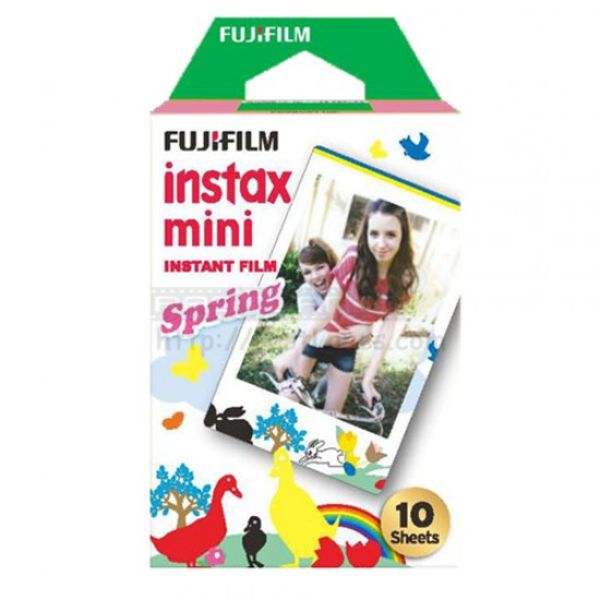 FUJIFILM
FUJIFILM
instax
mini
INSTANT FILM
Spring
10
Sheets